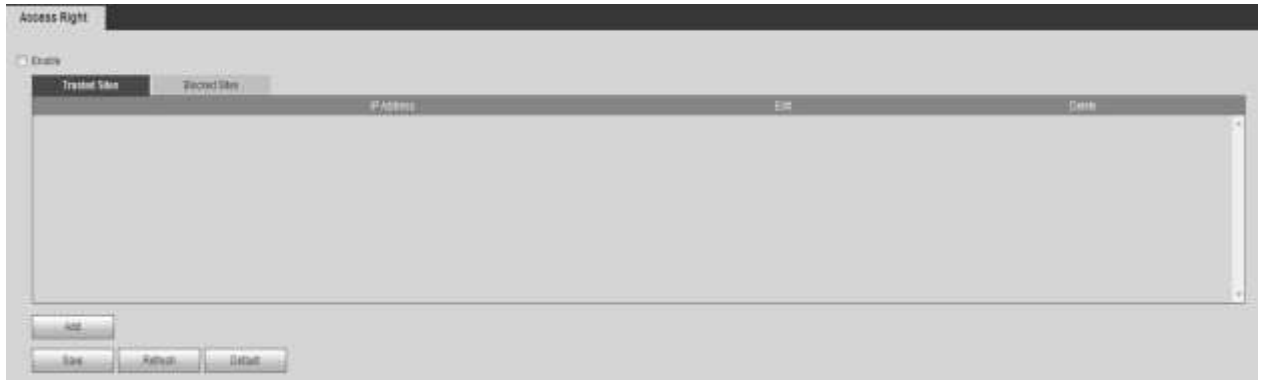 Access Right
Enable
Trusted Sites Blocked Sites
IP Address Edit Delete
Add
Save Refresh Default